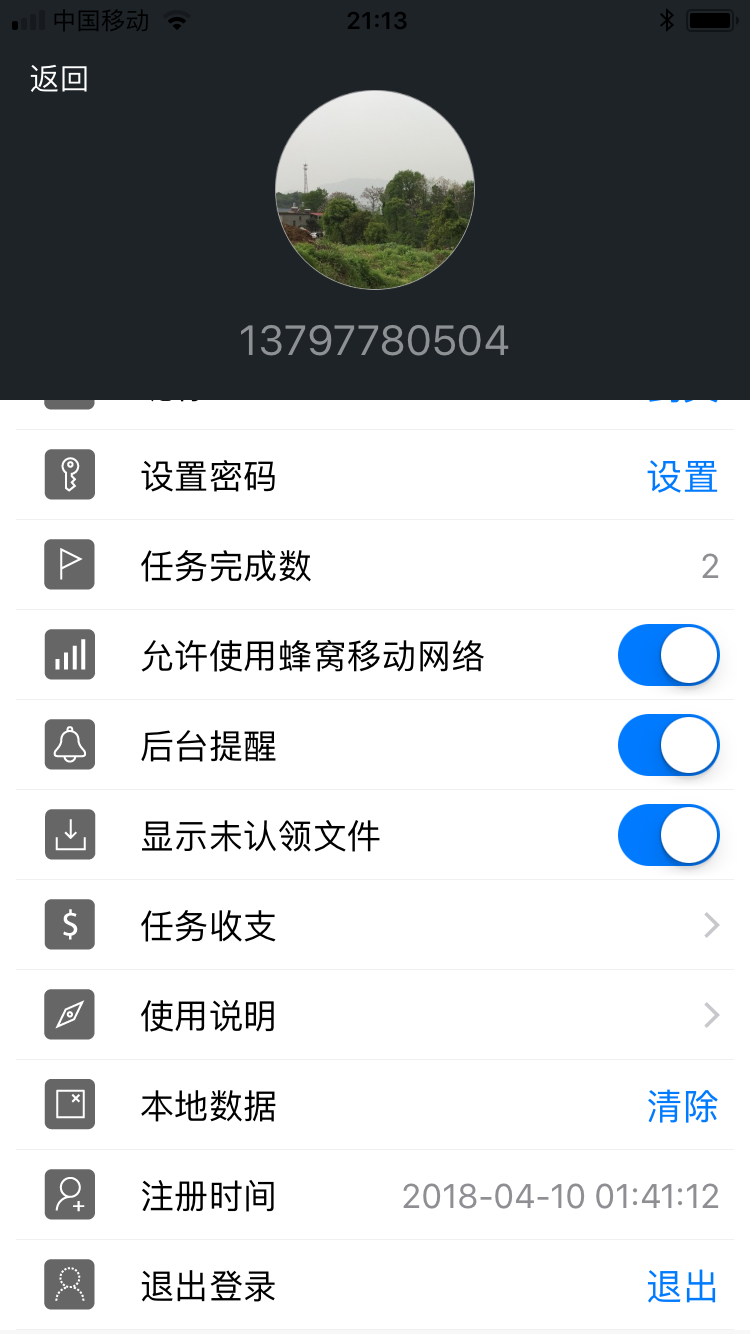 中国移动 21:13
返回
13797780504
设置密码 设置
任务完成数 2
允许使用蜂窝移动网络
后台提醒
显示未认领文件
任务收支
使用说明
本地数据 清除
注册时间 2018-04-10 01:41:12
退出登录 退出